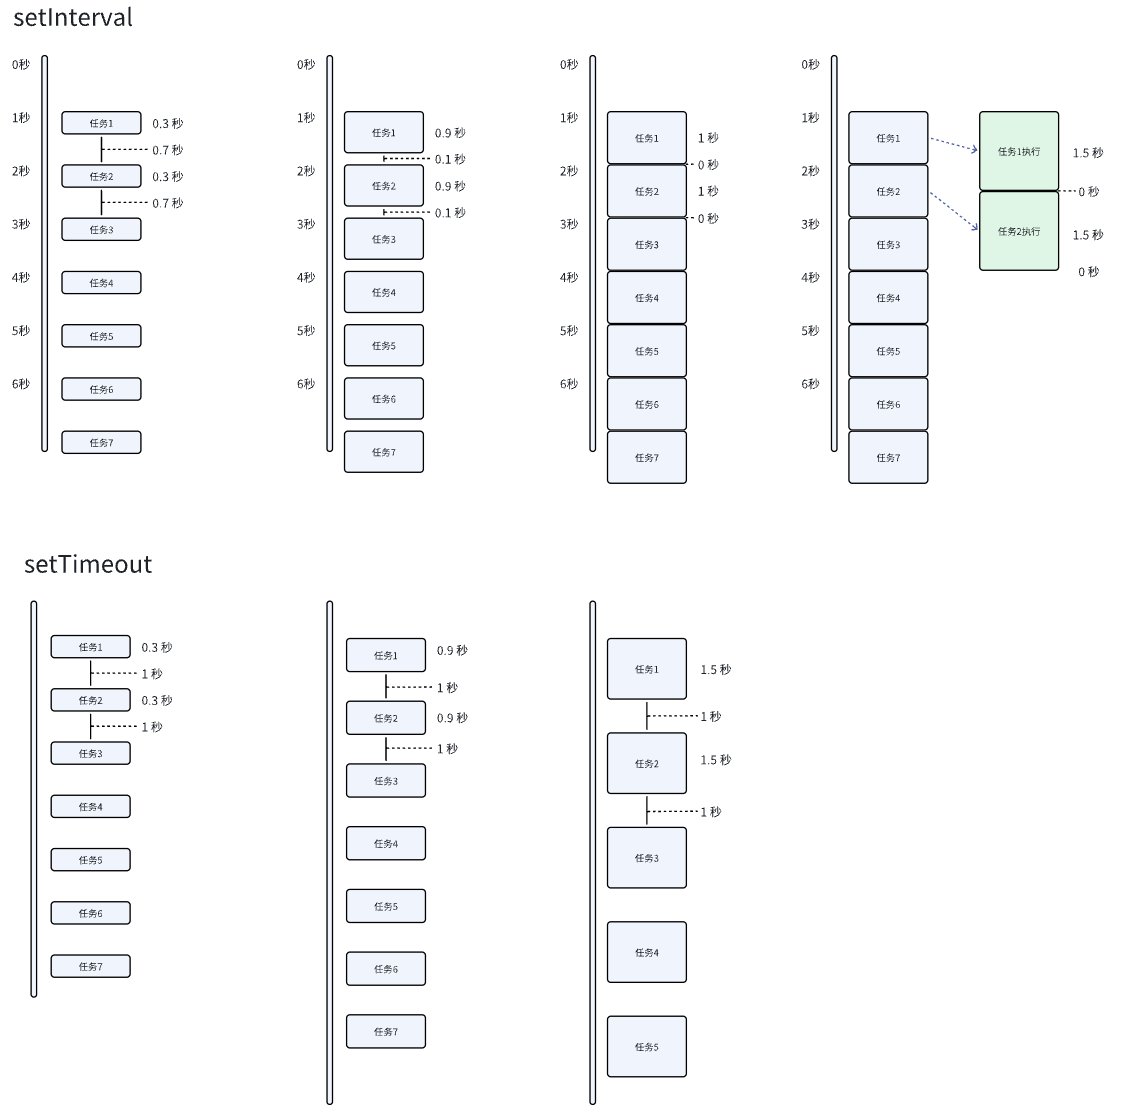 setInterval
0秒
1秒
2秒
3秒
4秒
5秒
6秒
任务1
0.3 秒
0.7 秒
任务2
0.3 秒
0.7 秒
任务3
任务4
任务5
任务6
任务7
0秒
1秒
2秒
3秒
4秒
5秒
6秒
任务1
0.9 秒
0.1 秒
任务2
0.9 秒
0.1 秒
任务3
任务4
任务5
任务6
任务7
0秒
1秒
2秒
3秒
4秒
5秒
6秒
任务1
1 秒
0 秒
任务2
1 秒
0 秒
任务3
任务4
任务5
任务6
任务7
0秒
1秒
2秒
3秒
4秒
5秒
6秒
任务1
任务2
任务3
任务4
任务5
任务6
任务7
任务1执行
1.5 秒
0 秒
任务2执行
1.5 秒
0 秒
setTimeout
任务1
0.3 秒
1 秒
任务2
0.3 秒
1 秒
任务3
任务4
任务5
任务6
任务7
任务1
0.9 秒
1 秒
任务2
0.9 秒
1 秒
任务3
任务4
任务5
任务6
任务7
任务1
1.5 秒
1 秒
任务2
1.5 秒
1 秒
任务3
任务4
任务5